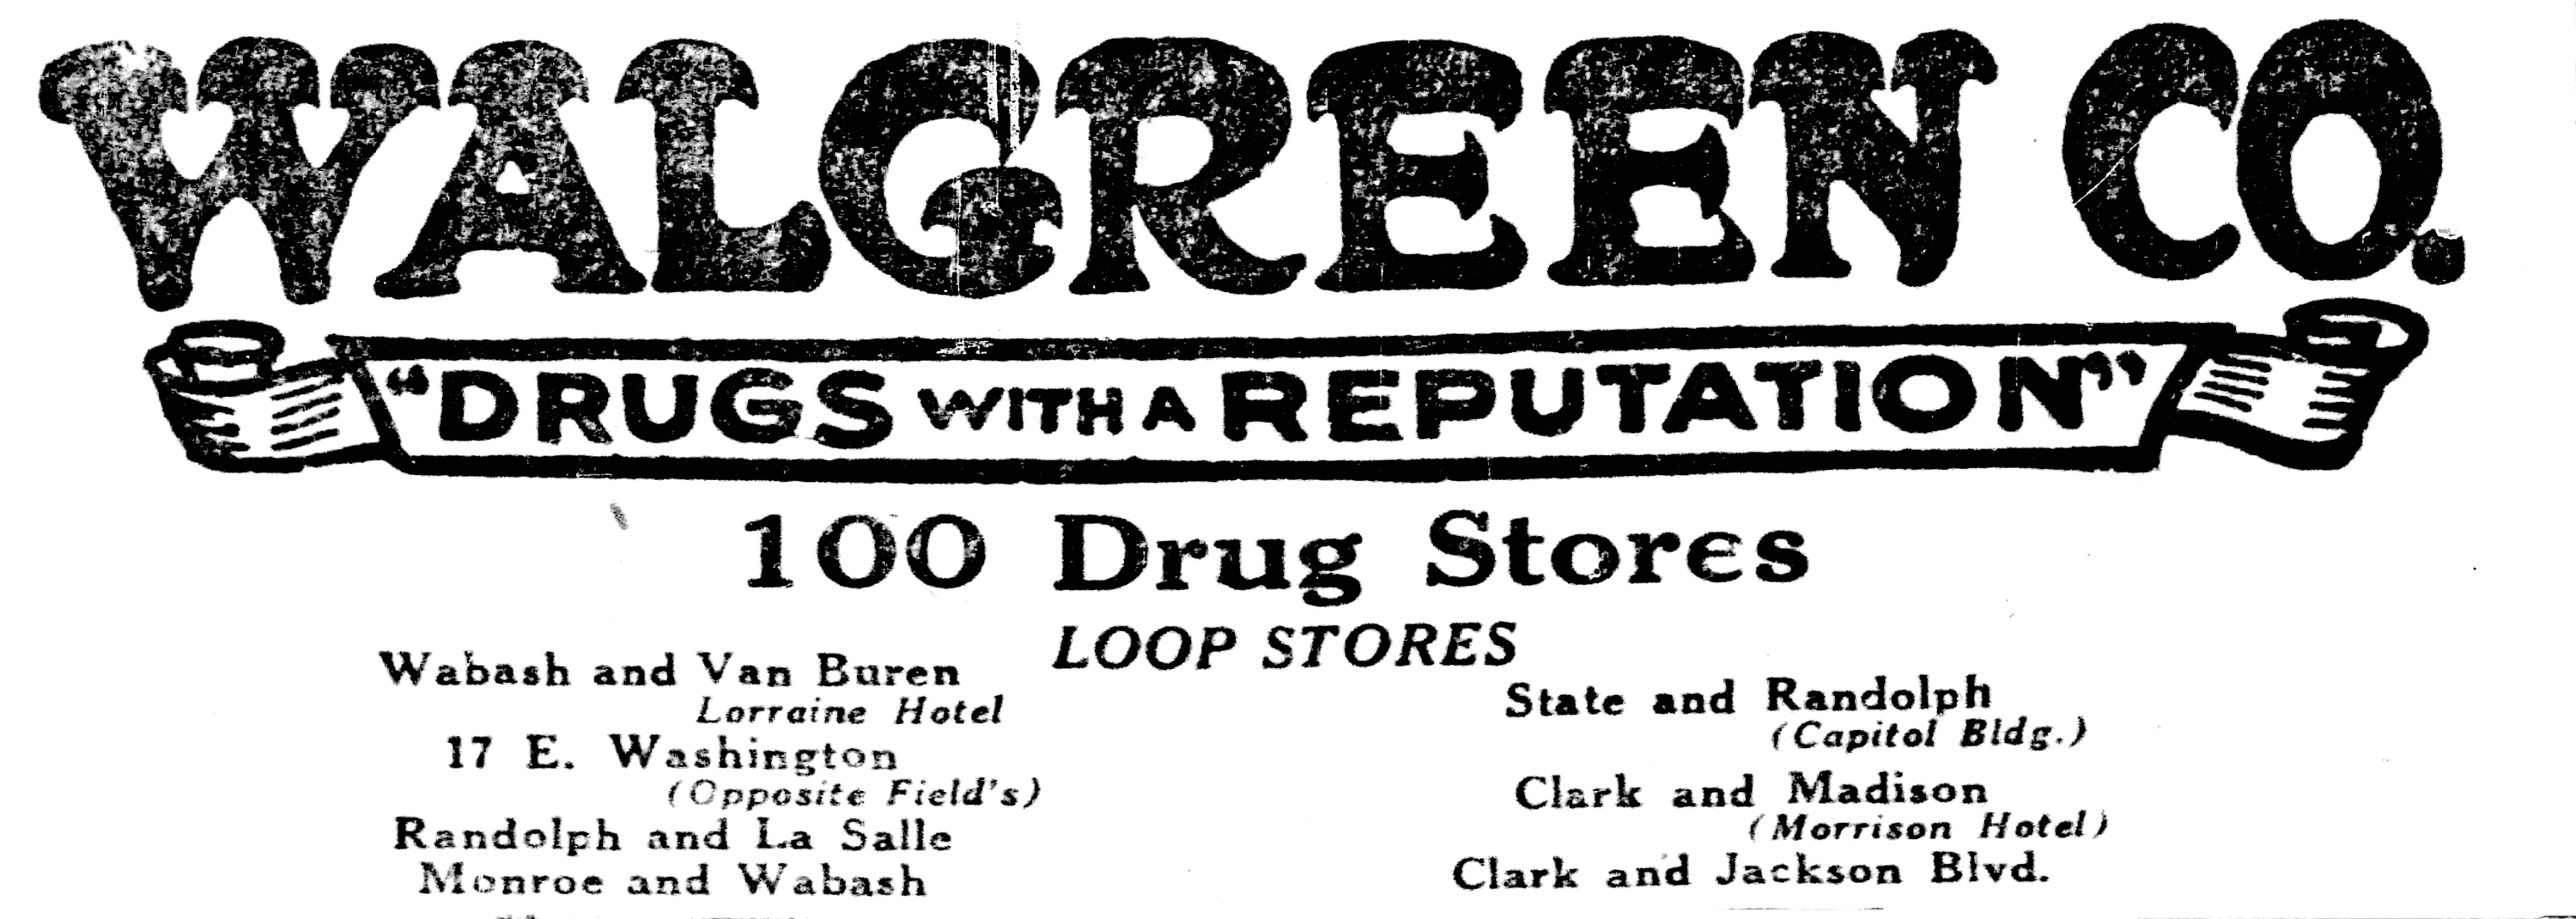 WALGREEN CO.
"DRUGS WITH A REPUTATION"
100 Drug Stores
LOOP STORES
Wabash and Van Buren
Lorraine Hotel
17 E. Washington
(Opposite Field's)
Randolph and La Salle
Monroe and Wabash
State and Randolph
(Capitol Bldg.)
Clark and Madison
(Morrison Hotel)
Clark and Jackson Blvd.